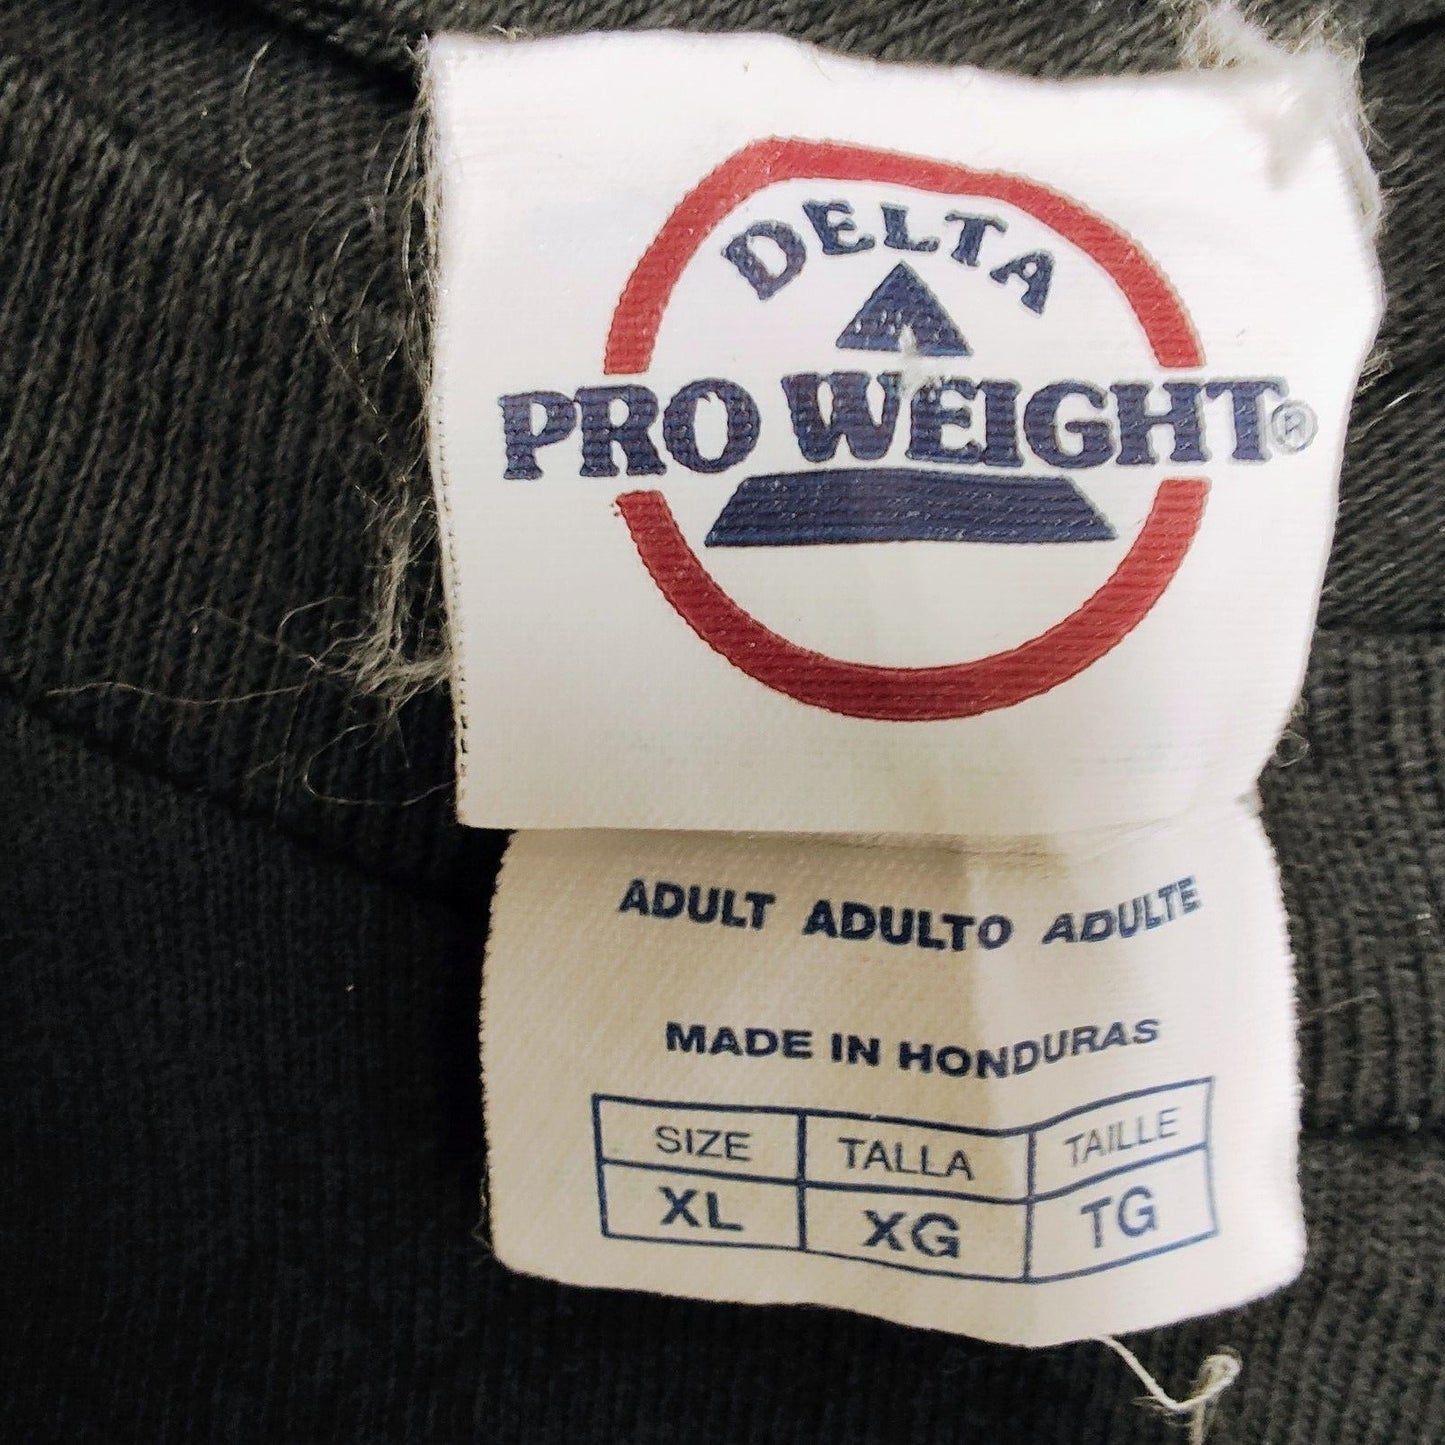 DELTA
PRO WEIGHT®
ADULT ADULTO ADULTE
MADE IN HONDURAS
SIZE TALLA TAILLE
XL XG TG